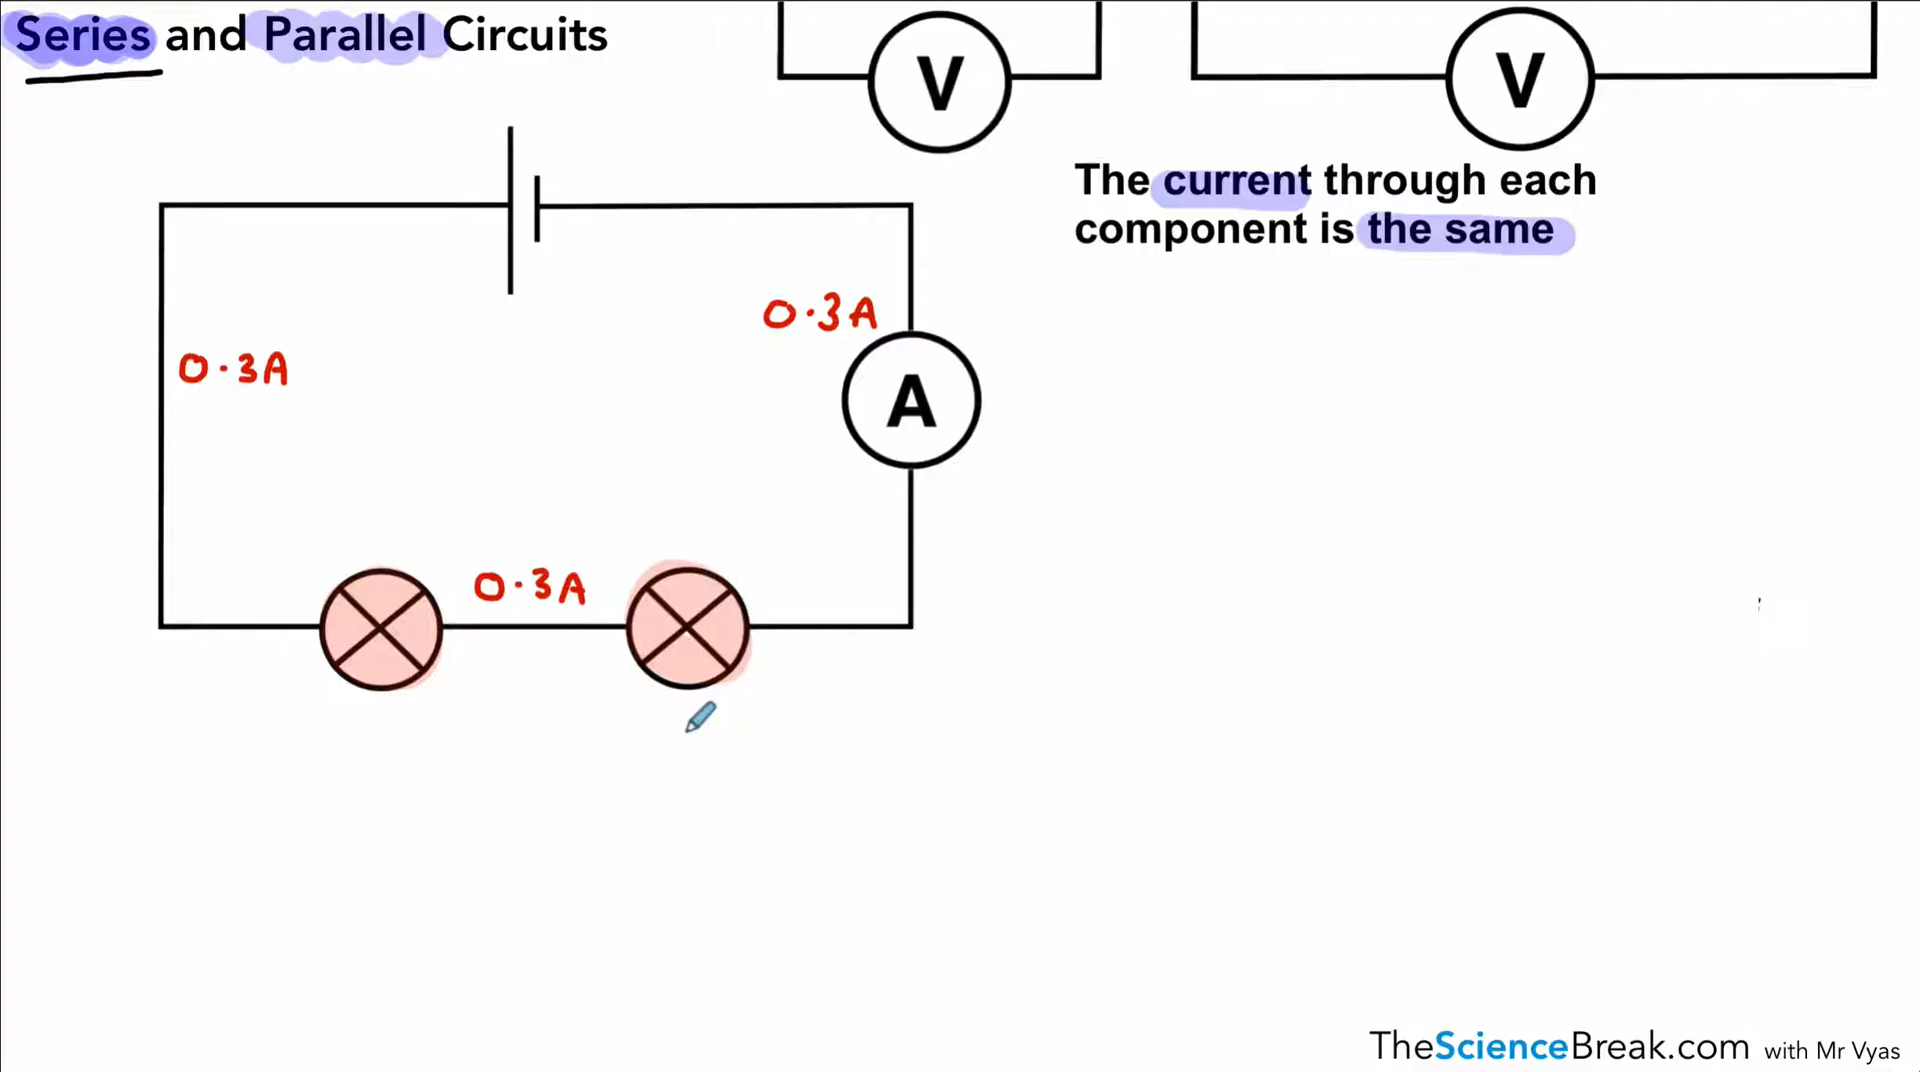 Series and Parallel Circuits
V
V
The current through each
component is the same
0.3A
0.3A
A
0.3A
TheScienceBreak.com with Mr Vyas